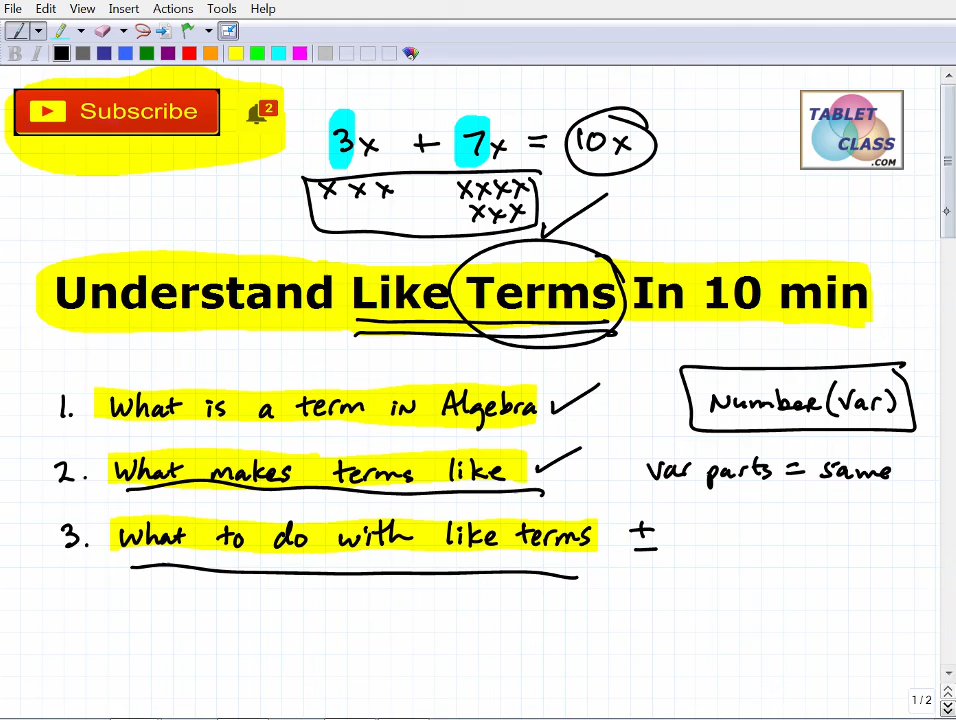 File Edit View Insert Actions Tools Help
B I
Subscribe 2
3x + 7x = 10x
x x x xxxx
xxx
TABLET
CLASS
.COM
Understand Like Terms In 10 min
1. What is a term in Algebra
Number(Var)
2. What makes terms like
Var parts = same
3. What to do with like terms ±
1 / 2